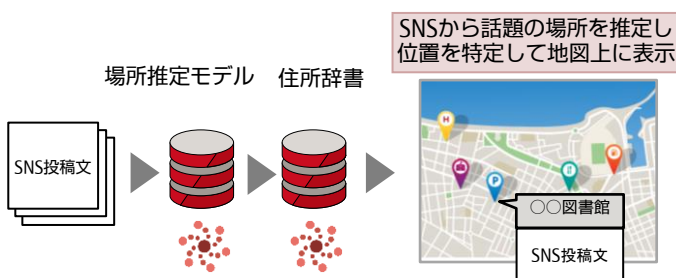 SNSから話題の場所を推定し
位置を特定して地図上に表示
場所推定モデル
住所辞書
SNS投稿文
H
P
○○図書館
SNS投稿文